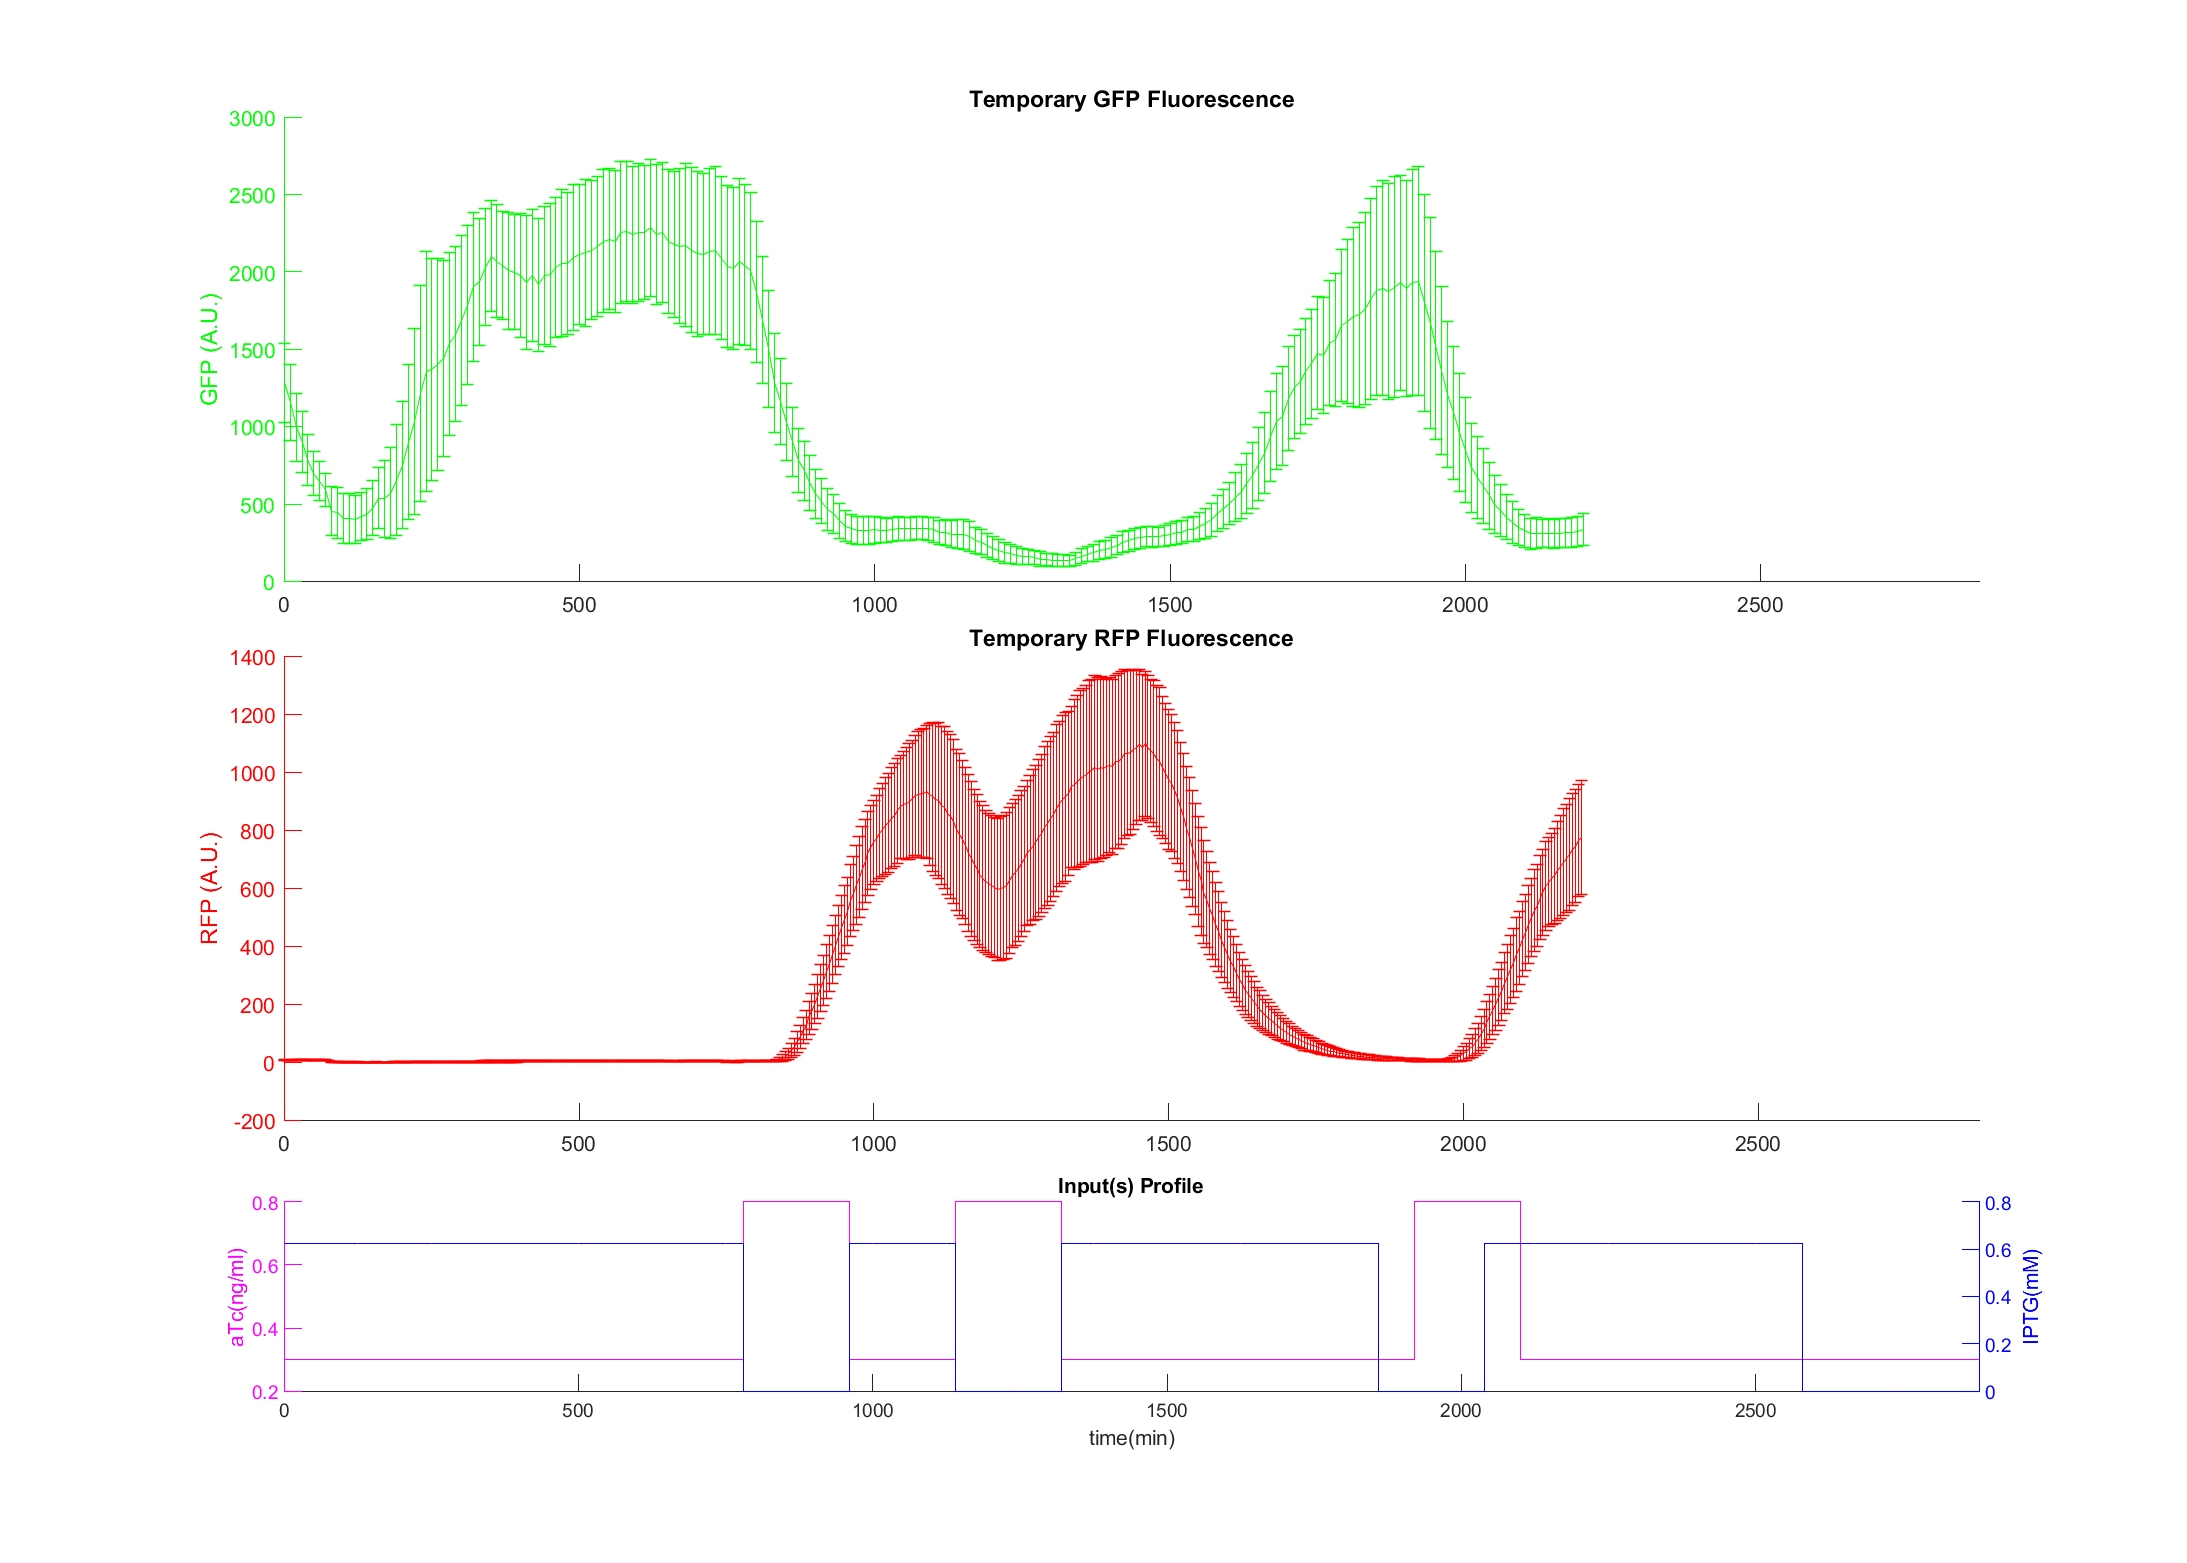 Temporary GFP Fluorescence
3000
2500
2000
1500
1000
500
0
GFP (A.U.)
0 500 1000 1500 2000 2500
Temporary RFP Fluorescence
1400
1200
1000
800
600
400
200
0
-200
RFP (A.U.)
0 500 1000 1500 2000 2500
Input(s) Profile
0.8
0.6
0.4
0.2
aTc(ng/ml)
0.8
0.6
0.4
0.2
0
IPTG(mM)
0 500 1000 1500 2000 2500
time(min)